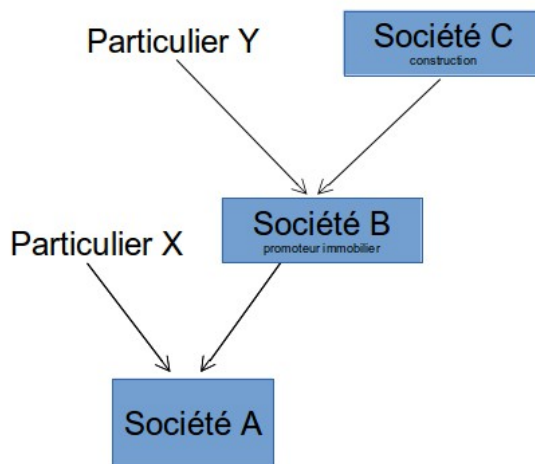 Particulier Y
Société C
construction
Société B
promoteur immobilier
Particulier X
Société A